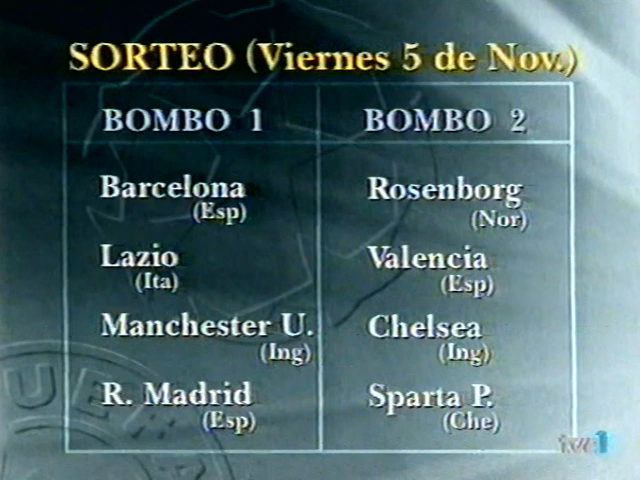 SORTEO (Viernes 5 de Nov.)
BOMBO 1
BOMBO 2
Barcelona
(Esp)
Lazio
(Ita)
Manchester U.
(Ing)
R. Madrid
(Esp)
Rosenborg
(Nor)
Valencia
(Esp)
Chelsea
(Ing)
Sparta P.
(Che)
UEFA
tve1